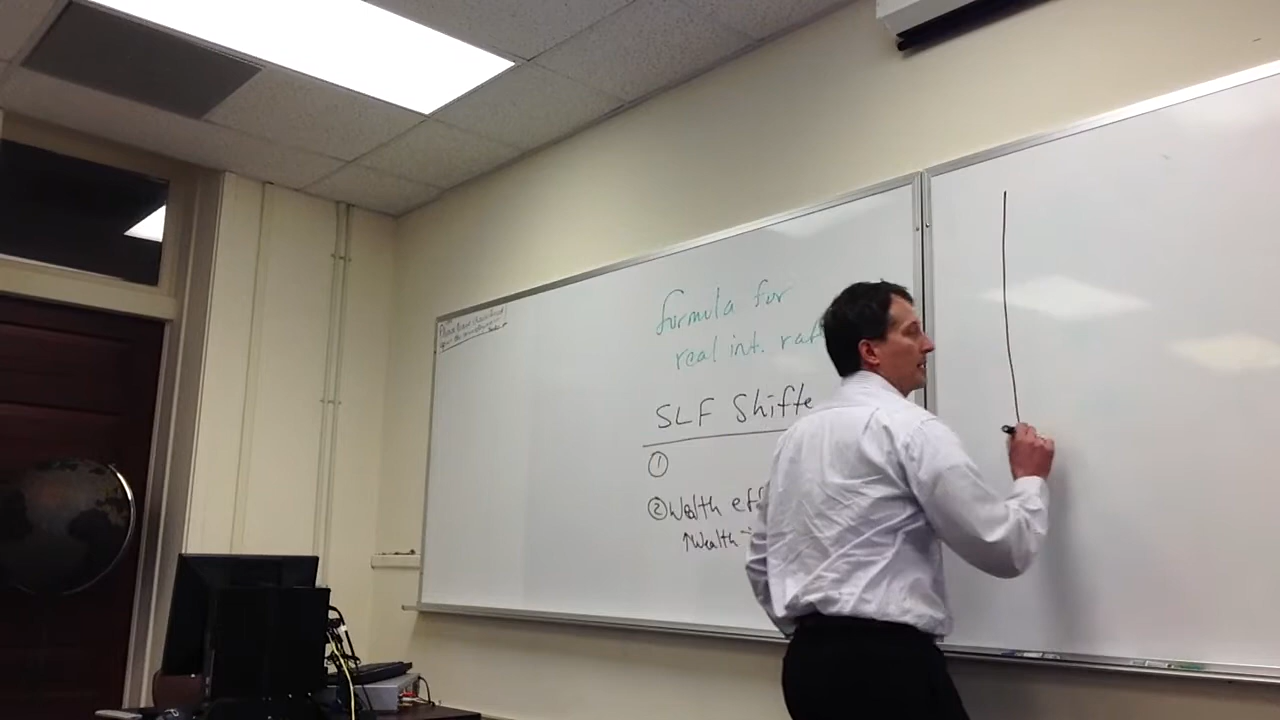 formula for
real int. rat
SLF Shifte
①
② Wealth eff
↑Wealth →